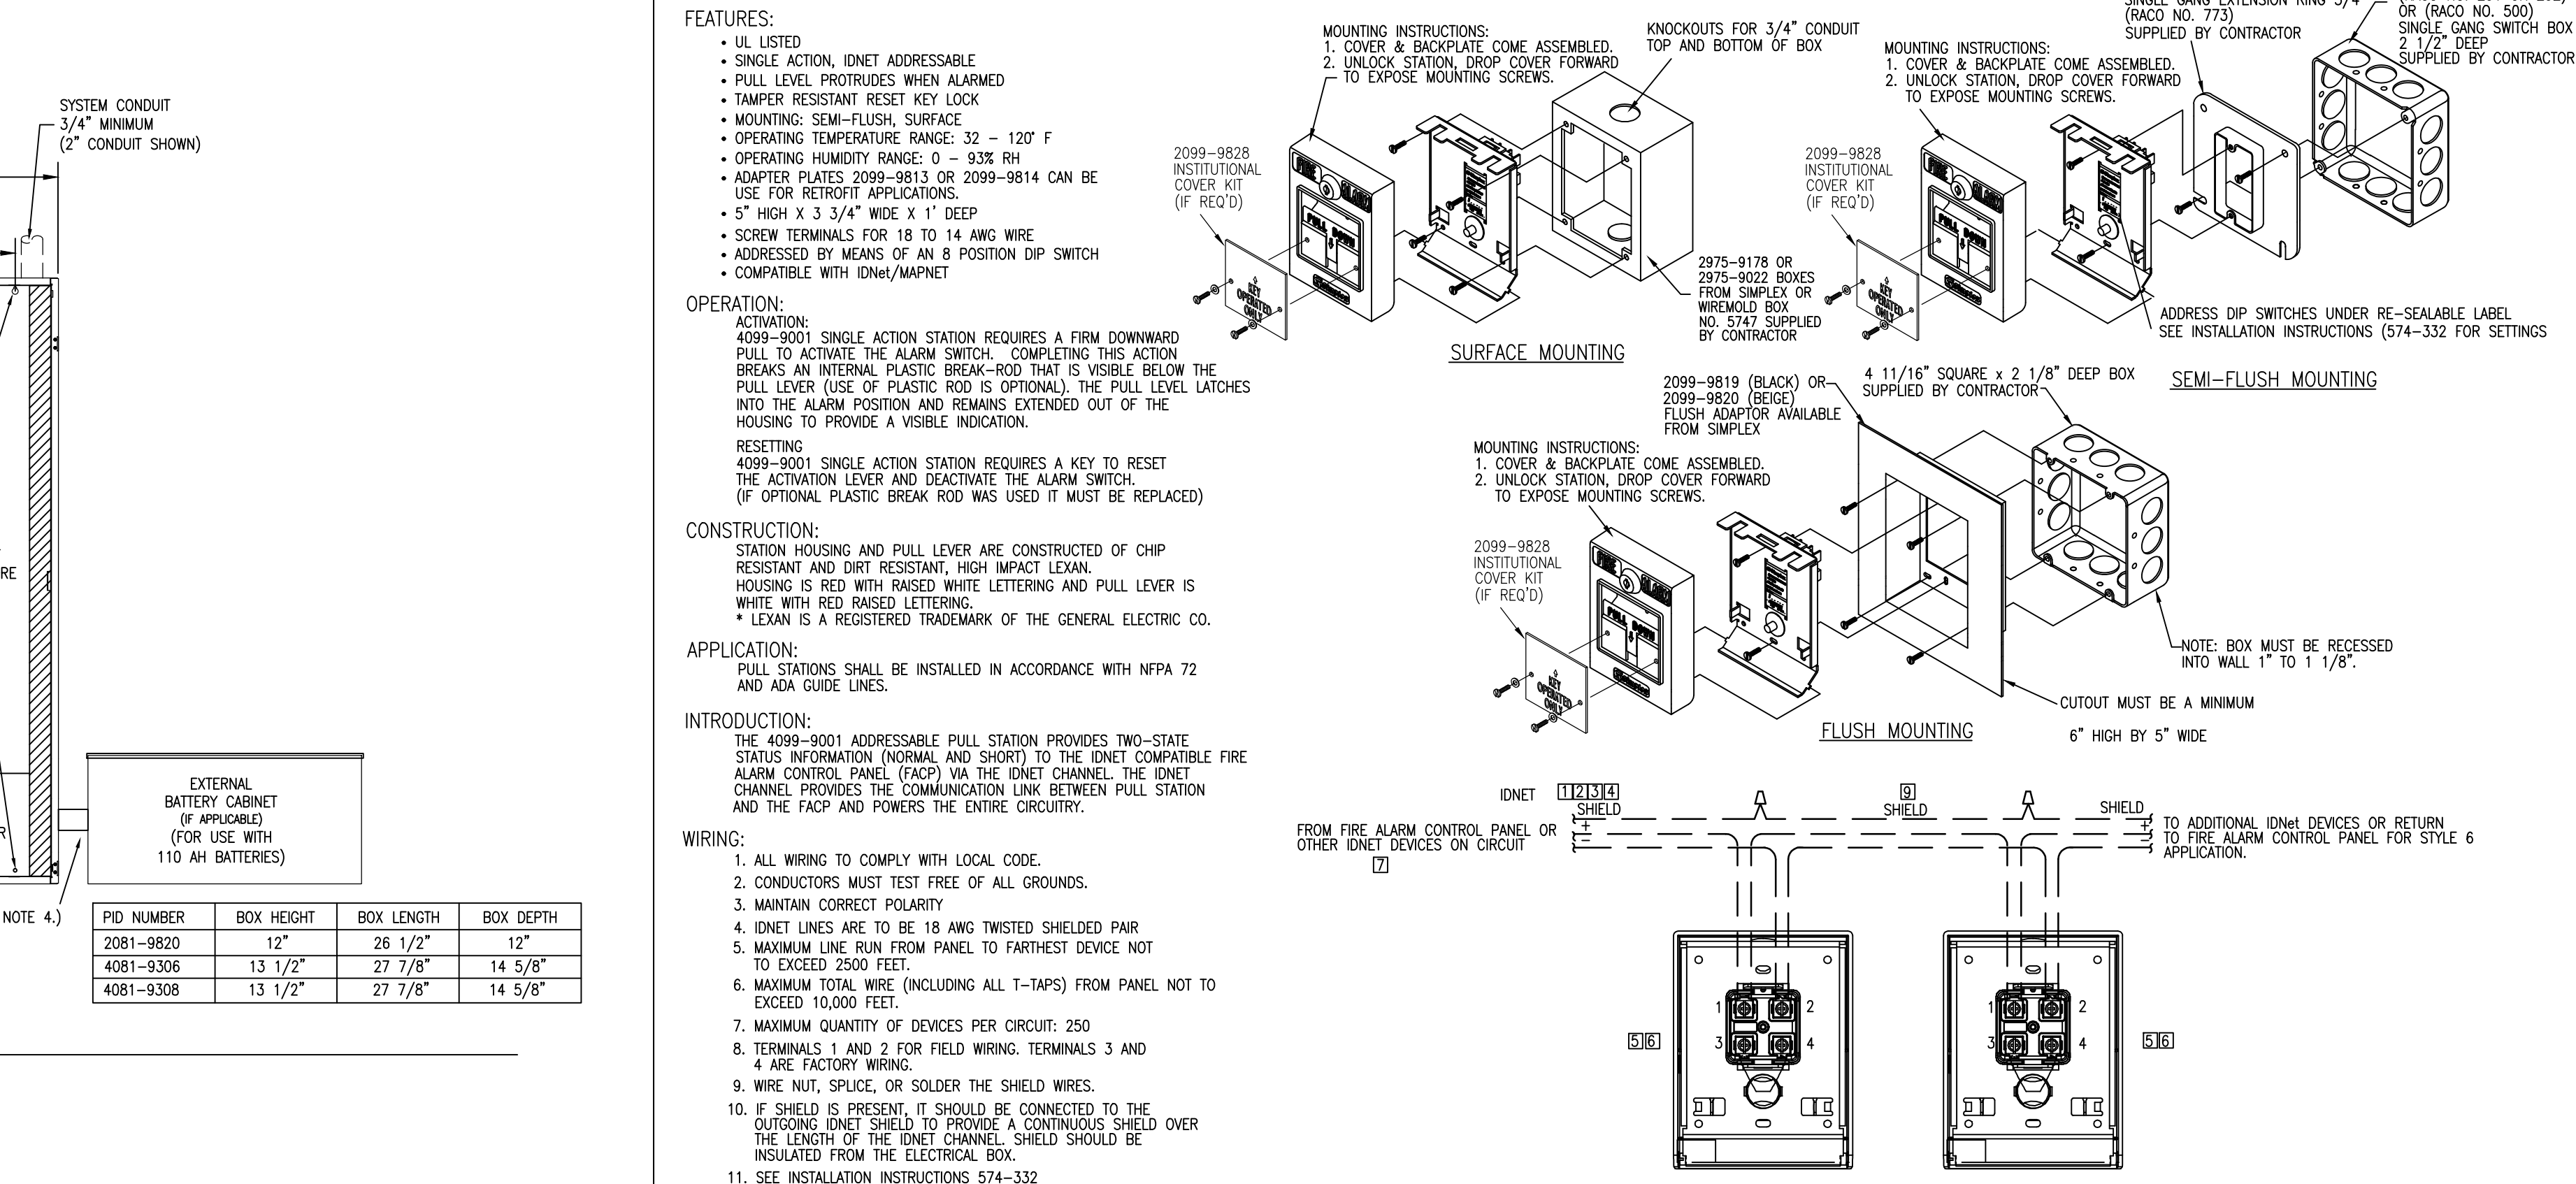 SYSTEM CONDUIT
3/4" MINIMUM
(2" CONDUIT SHOWN)
RE
EXTERNAL
BATTERY CABINET
(IF APPLICABLE)
(FOR USE WITH
110 AH BATTERIES)
NOTE 4.)
PID NUMBER BOX HEIGHT BOX LENGTH BOX DEPTH
2081-9820 12" 26 1/2" 12"
4081-9306 13 1/2" 27 7/8" 14 5/8"
4081-9308 13 1/2" 27 7/8" 14 5/8"
FEATURES:
• UL LISTED
• SINGLE ACTION, IDNET ADDRESSABLE
• PULL LEVEL PROTRUDES WHEN ALARMED
• TAMPER RESISTANT RESET KEY LOCK
• MOUNTING: SEMI-FLUSH, SURFACE
• OPERATING TEMPERATURE RANGE: 32 – 120° F
• OPERATING HUMIDITY RANGE: 0 – 93% RH
• ADAPTER PLATES 2099-9813 OR 2099-9814 CAN BE
USE FOR RETROFIT APPLICATIONS.
• 5" HIGH X 3 3/4" WIDE X 1' DEEP
• SCREW TERMINALS FOR 18 TO 14 AWG WIRE
• ADDRESSED BY MEANS OF AN 8 POSITION DIP SWITCH
• COMPATIBLE WITH IDNet/MAPNET
OPERATION:
ACTIVATION:
4099-9001 SINGLE ACTION STATION REQUIRES A FIRM DOWNWARD
PULL TO ACTIVATE THE ALARM SWITCH. COMPLETING THIS ACTION
BREAKS AN INTERNAL PLASTIC BREAK-ROD THAT IS VISIBLE BELOW THE
PULL LEVER (USE OF PLASTIC ROD IS OPTIONAL). THE PULL LEVEL LATCHES
INTO THE ALARM POSITION AND REMAINS EXTENDED OUT OF THE
HOUSING TO PROVIDE A VISIBLE INDICATION.
RESETTING
4099-9001 SINGLE ACTION STATION REQUIRES A KEY TO RESET
THE ACTIVATION LEVER AND DEACTIVATE THE ALARM SWITCH.
(IF OPTIONAL PLASTIC BREAK ROD WAS USED IT MUST BE REPLACED)
CONSTRUCTION:
STATION HOUSING AND PULL LEVER ARE CONSTRUCTED OF CHIP
RESISTANT AND DIRT RESISTANT, HIGH IMPACT LEXAN.
HOUSING IS RED WITH RAISED WHITE LETTERING AND PULL LEVER IS
WHITE WITH RED RAISED LETTERING.
* LEXAN IS A REGISTERED TRADEMARK OF THE GENERAL ELECTRIC CO.
APPLICATION:
PULL STATIONS SHALL BE INSTALLED IN ACCORDANCE WITH NFPA 72
AND ADA GUIDE LINES.
INTRODUCTION:
THE 4099-9001 ADDRESSABLE PULL STATION PROVIDES TWO-STATE
STATUS INFORMATION (NORMAL AND SHORT) TO THE IDNET COMPATIBLE FIRE
ALARM CONTROL PANEL (FACP) VIA THE IDNET CHANNEL. THE IDNET
CHANNEL PROVIDES THE COMMUNICATION LINK BETWEEN PULL STATION
AND THE FACP AND POWERS THE ENTIRE CIRCUITRY.
WIRING:
1. ALL WIRING TO COMPLY WITH LOCAL CODE.
2. CONDUCTORS MUST TEST FREE OF ALL GROUNDS.
3. MAINTAIN CORRECT POLARITY
4. IDNET LINES ARE TO BE 18 AWG TWISTED SHIELDED PAIR
5. MAXIMUM LINE RUN FROM PANEL TO FARTHEST DEVICE NOT
TO EXCEED 2500 FEET.
6. MAXIMUM TOTAL WIRE (INCLUDING ALL T-TAPS) FROM PANEL NOT TO
EXCEED 10,000 FEET.
7. MAXIMUM QUANTITY OF DEVICES PER CIRCUIT: 250
8. TERMINALS 1 AND 2 FOR FIELD WIRING. TERMINALS 3 AND
4 ARE FACTORY WIRING.
9. WIRE NUT, SPLICE, OR SOLDER THE SHIELD WIRES.
10. IF SHIELD IS PRESENT, IT SHOULD BE CONNECTED TO THE
OUTGOING IDNET SHIELD TO PROVIDE A CONTINUOUS SHIELD OVER
THE LENGTH OF THE IDNET CHANNEL. SHIELD SHOULD BE
INSULATED FROM THE ELECTRICAL BOX.
11. SEE INSTALLATION INSTRUCTIONS 574-332
MOUNTING INSTRUCTIONS:
1. COVER & BACKPLATE COME ASSEMBLED.
2. UNLOCK STATION, DROP COVER FORWARD
TO EXPOSE MOUNTING SCREWS.
KNOCKOUTS FOR 3/4" CONDUIT
TOP AND BOTTOM OF BOX
2099-9828
INSTITUTIONAL
COVER KIT
(IF REQ'D)
FIRE ALARM
PULL DOWN
KEY
OPERATED
ONLY
2975-9178 OR
2975-9022 BOXES
FROM SIMPLEX OR
WIREMOLD BOX
NO. 5747 SUPPLIED
BY CONTRACTOR
SURFACE MOUNTING
SINGLE GANG EXTENSION RING 3/4"
(RACO NO. 773)
SUPPLIED BY CONTRACTOR
OR (RACO NO. 500)
SINGLE GANG SWITCH BOX
2 1/2" DEEP
SUPPLIED BY CONTRACTOR
MOUNTING INSTRUCTIONS:
1. COVER & BACKPLATE COME ASSEMBLED.
2. UNLOCK STATION, DROP COVER FORWARD
TO EXPOSE MOUNTING SCREWS.
2099-9828
INSTITUTIONAL
COVER KIT
(IF REQ'D)
FIRE ALARM
PULL DOWN
KEY
OPERATED
ONLY
ADDRESS DIP SWITCHES UNDER RE-SEALABLE LABEL
SEE INSTALLATION INSTRUCTIONS (574-332 FOR SETTINGS
SEMI-FLUSH MOUNTING
2099-9819 (BLACK) OR
2099-9820 (BEIGE)
FLUSH ADAPTOR AVAILABLE
FROM SIMPLEX
4 11/16" SQUARE x 2 1/8" DEEP BOX
SUPPLIED BY CONTRACTOR
MOUNTING INSTRUCTIONS:
1. COVER & BACKPLATE COME ASSEMBLED.
2. UNLOCK STATION, DROP COVER FORWARD
TO EXPOSE MOUNTING SCREWS.
2099-9828
INSTITUTIONAL
COVER KIT
(IF REQ'D)
FIRE ALARM
PULL DOWN
KEY
OPERATED
ONLY
NOTE: BOX MUST BE RECESSED
INTO WALL 1" TO 1 1/8".
CUTOUT MUST BE A MINIMUM
6" HIGH BY 5" WIDE
FLUSH MOUNTING
IDNET 1 2 3 4
SHIELD
9
SHIELD
SHIELD
FROM FIRE ALARM CONTROL PANEL OR
OTHER IDNET DEVICES ON CIRCUIT
7
+
−
+
−
TO ADDITIONAL IDNet DEVICES OR RETURN
TO FIRE ALARM CONTROL PANEL FOR STYLE 6
APPLICATION.
1 2
3 4
5 6
1 2
3 4
5 6